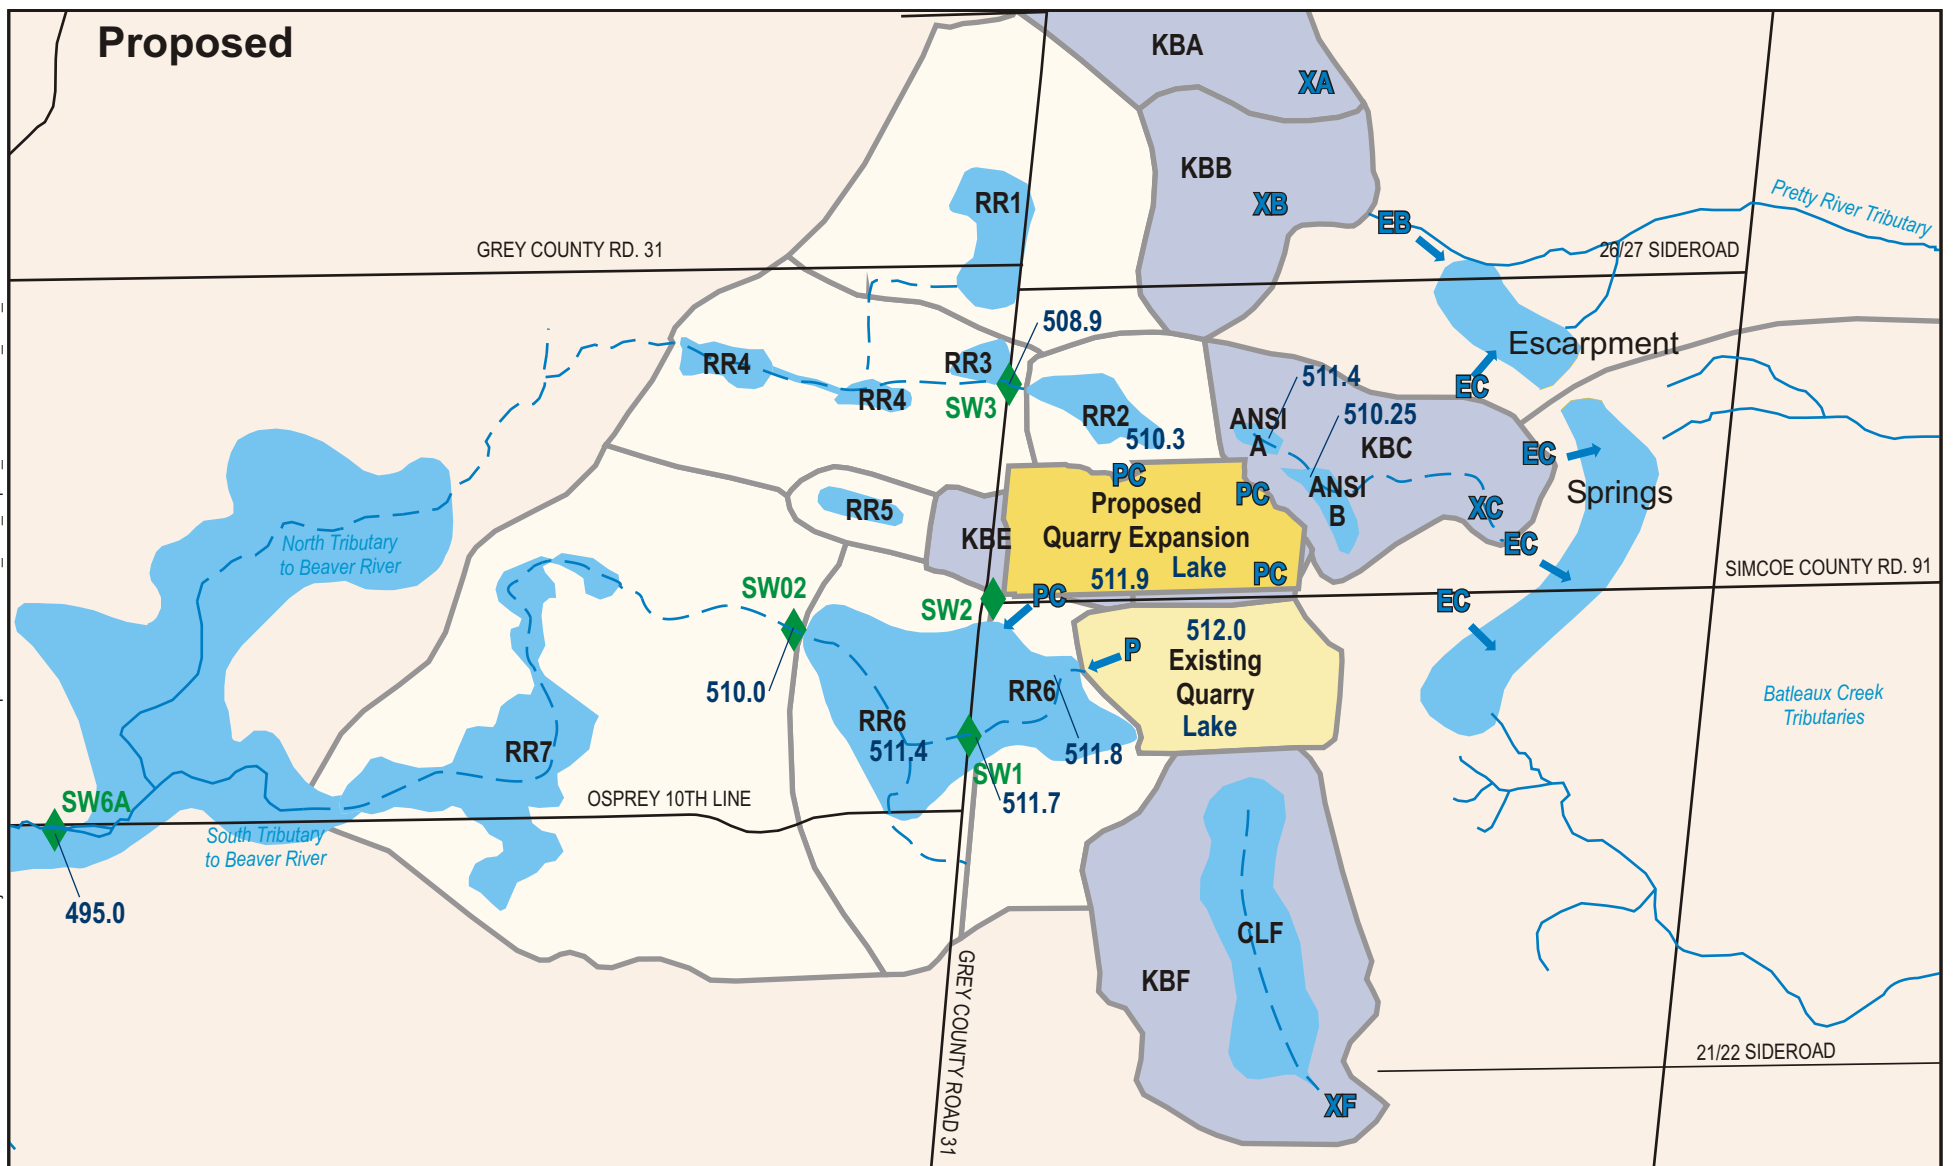 Proposed
KBA
XA
KBB
XB
RR1
EB
Pretty River Tributary
GREY COUNTY RD. 31
26/27 SIDEROAD
508.9
Escarpment
RR4
RR3
EC
511.4
RR4
SW3
RR2
510.3
ANSI
A
510.25
KBC
EC
PC
PC
Springs
ANSI
B
XC
RR5
Proposed
Quarry Expansion
Lake
KBE
EC
North Tributary
to Beaver River
511.9
PC
SIMCOE COUNTY RD. 91
SW02
SW2
PC
EC
512.0
Existing
Quarry
Lake
P
510.0
RR6
RR6
511.4
511.8
Batleaux Creek
Tributaries
RR7
SW1
511.7
SW6A
OSPREY 10TH LINE
South Tributary
to Beaver River
495.0
CLF
KBF
GREY COUNTY ROAD 31
21/22 SIDEROAD
XF